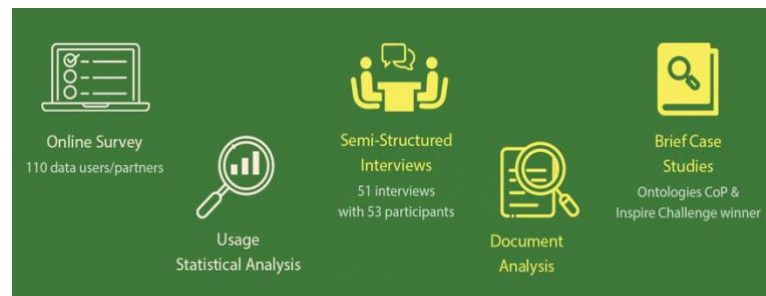 Online Survey
110 data users/partners
Usage
Statistical Analysis
Semi-Structured
Interviews
51 interviews
with 53 participants
Document
Analysis
Brief Case
Studies
Ontologies CoP &
Inspire Challenge winner